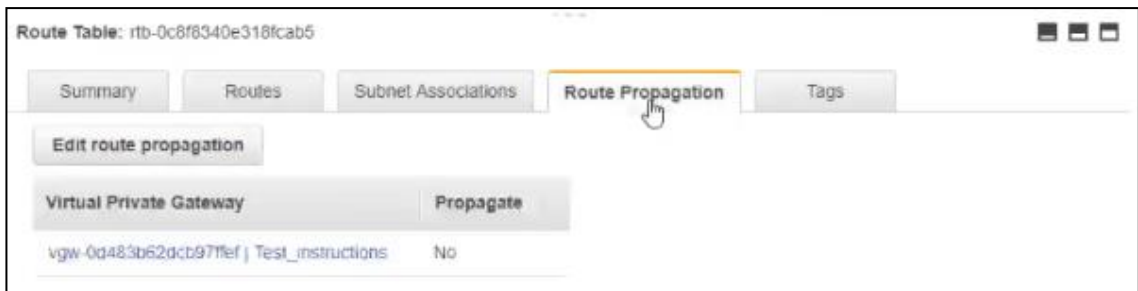 Route Table: rtb-0c8f8340e318fcab5
Summary Routes Subnet Associations Route Propagation Tags
Edit route propagation
Virtual Private Gateway Propagate
vgw-0d483b62dcb97ffef | Test_instructions No